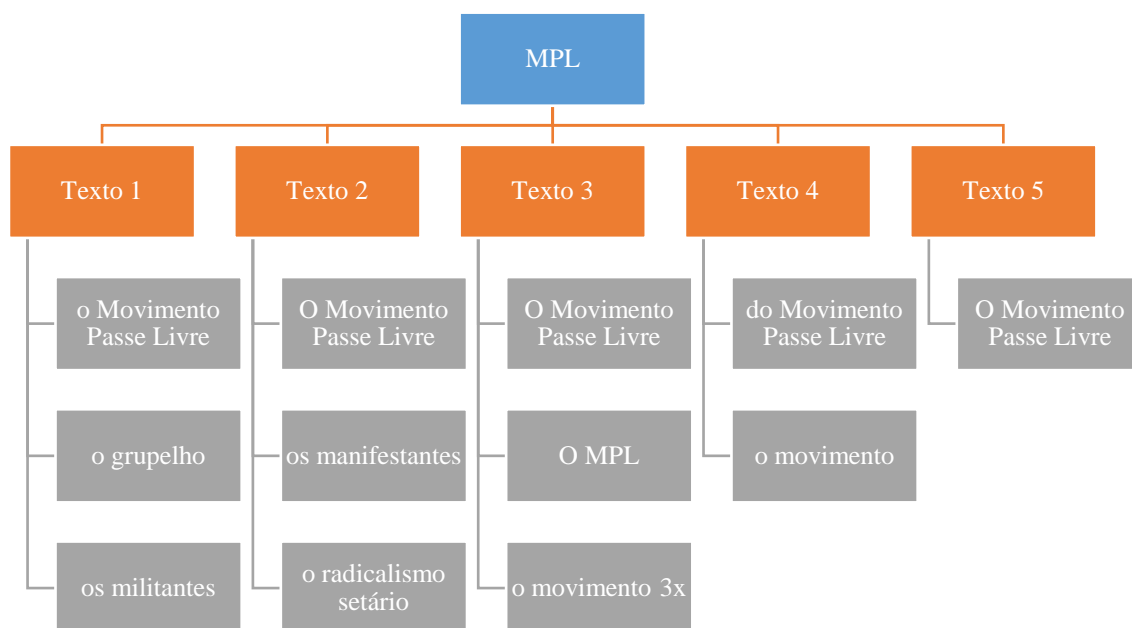 MPL
Texto 1
Texto 2
Texto 3
Texto 4
Texto 5
o Movimento
Passe Livre
O Movimento
Passe Livre
O Movimento
Passe Livre
do Movimento
Passe Livre
O Movimento
Passe Livre
o grupelho
os manifestantes
O MPL
o movimento
os militantes
o radicalismo
setário
o movimento 3x